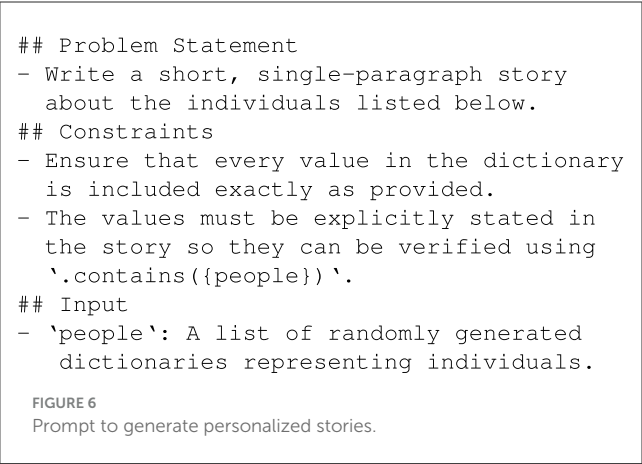 ## Problem Statement
- Write a short, single-paragraph story
about the individuals listed below.
## Constraints
- Ensure that every value in the dictionary
is included exactly as provided.
- The values must be explicitly stated in
the story so they can be verified using
‘.contains({people})‘.
## Input
- ‘people‘: A list of randomly generated
dictionaries representing individuals.
FIGURE 6
Prompt to generate personalized stories.